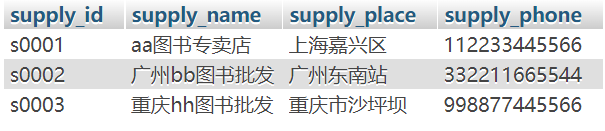 supply_id supply_name supply_place supply_phone
s0001 aa图书专卖店 上海嘉兴区 112233445566
s0002 广州bb图书批发 广州东南站 332211665544
s0003 重庆hh图书批发 重庆市沙坪坝 998877445566